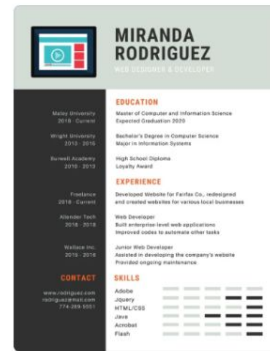 MIRANDA
RODRIGUEZ
WEB DESIGNER & DEVELOPER
EDUCATION
Master of Computer and Information Science
Expected Graduation 2020
2018 - Current
Wright University
2013 - 2015
Bachelor's Degree in Computer Science
Major in Information Systems
Burwell Academy
2010 - 2013
High School Diploma
Loyalty Award
EXPERIENCE
Freelance
2018 - Current
Developed Website for Fairfax Co., redesigned
and created websites for various local businesses
Allender Tech
2016 - 2018
Web Developer
Built enterprise level web applications
Improved codes to automate other tasks
Wallace Inc.
2015 - 2016
Junior Web Developer
Assisted in developing the company's website
Provided ongoing maintenance
CONTACT
SKILLS
Adobe
Jquery
HTML/CSS
Java
Acrobat
Flash